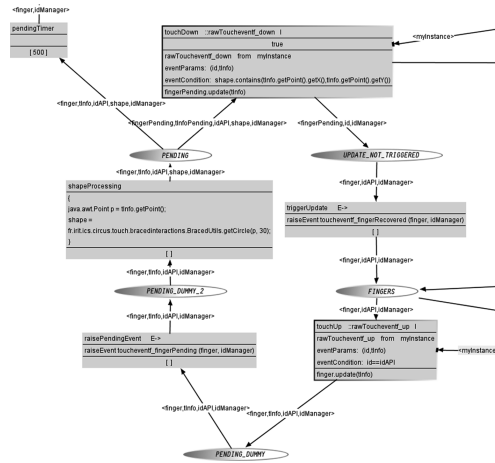 <finger,idManager>
pendingTimer
[ 500 ]
touchDown ::rawToucheventf_down I
true
rawToucheventf_down from myInstance
eventParams: (id,tInfo)
eventCondition: shape.contains(tInfo.getPoint().getX(),tInfo.getPoint().getY())
fingerPending.update(tInfo)
<myInstance>
<finger,tInfo,idAPI,shape,idManager>
<fingerPending,tInfoPending,idAPI,shape,idManager>
<fingerPending,id,idManager>
PENDING
UPDATE_NOT_TRIGGERED
<finger,tInfo,idAPI,shape,idManager>
<finger,idAPI,idManager>
shapeProcessing
{
java.awt.Point p = tInfo.getPoint();
shape =
fr.irit.ics.circus.touch.bracedinteractions.BracedUtils.getCircle(p, 30);
}
[ ]
triggerUpdate E->
raiseEvent toucheventf_fingerRecovered (finger, idManager)
[ ]
<finger,tInfo,idAPI,idManager>
<finger,idAPI,idManager>
PENDING_DUMMY_2
FINGERS
<finger,tInfo,idAPI,idManager>
<finger,idAPI,idManager>
raisePendingEvent E->
raiseEvent toucheventf_fingerPending (finger, idManager)
[ ]
touchUp ::rawToucheventf_up I
rawToucheventf_up from myInstance
eventParams: (id,tInfo)
eventCondition: id==idAPI
finger.update(tInfo)
<myInstance
<finger,tInfo,idAPI,idManager>
<finger,tInfo,idAPI,idManager>
PENDING_DUMMY